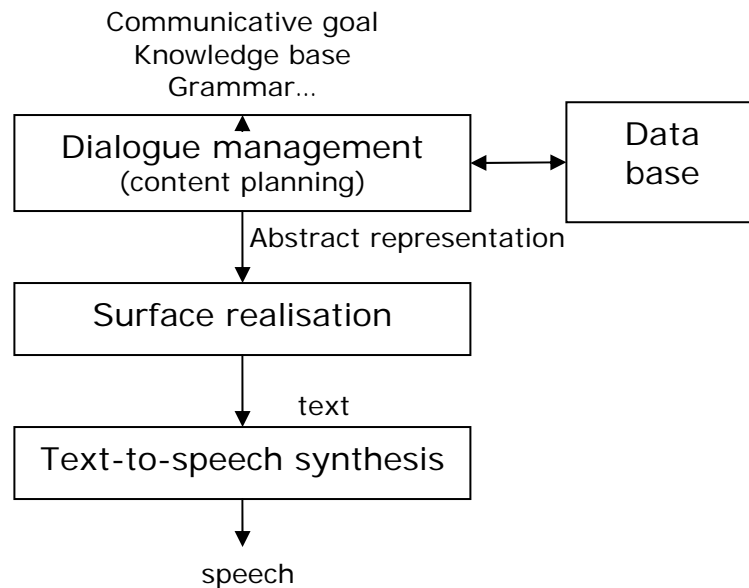 Communicative goal
Knowledge base
Grammar...
Dialogue management
(content planning)
Data
base
Abstract representation
Surface realisation
text
Text-to-speech synthesis
speech